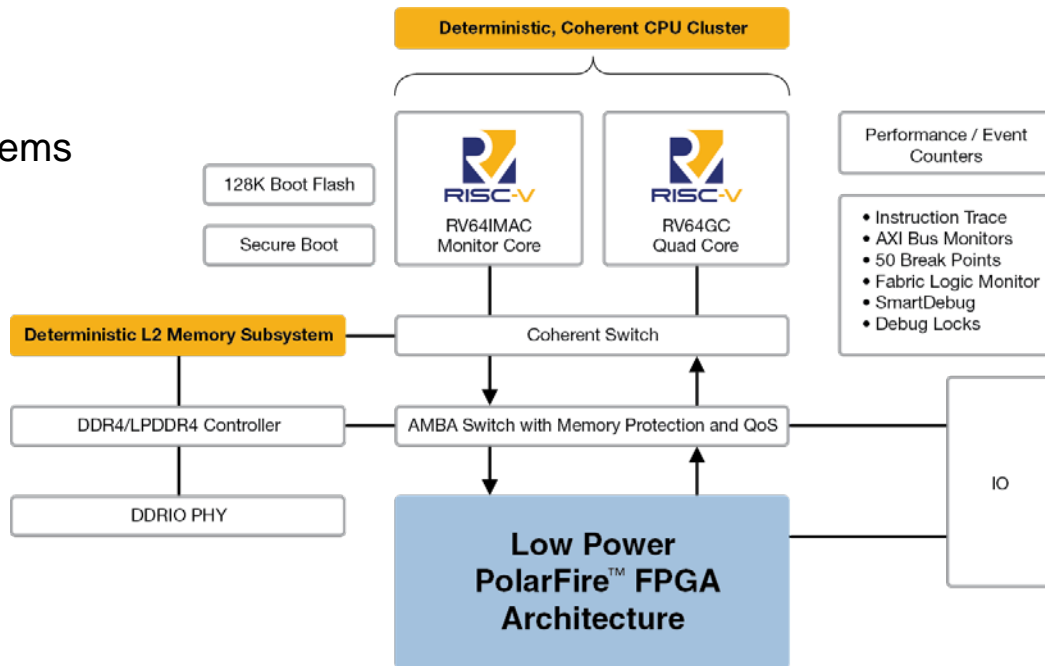 Deterministic, Coherent CPU Cluster
ems
128K Boot Flash
Secure Boot
RISC-V
RV64IMAC
Monitor Core
RISC-V
RV64GC
Quad Core
Performance / Event
Counters
• Instruction Trace
• AXI Bus Monitors
• 50 Break Points
• Fabric Logic Monitor
• SmartDebug
• Debug Locks
Deterministic L2 Memory Subsystem
Coherent Switch
DDR4/LPDDR4 Controller
AMBA Switch with Memory Protection and QoS
DDRIO PHY
IO
Low Power
PolarFire™ FPGA
Architecture